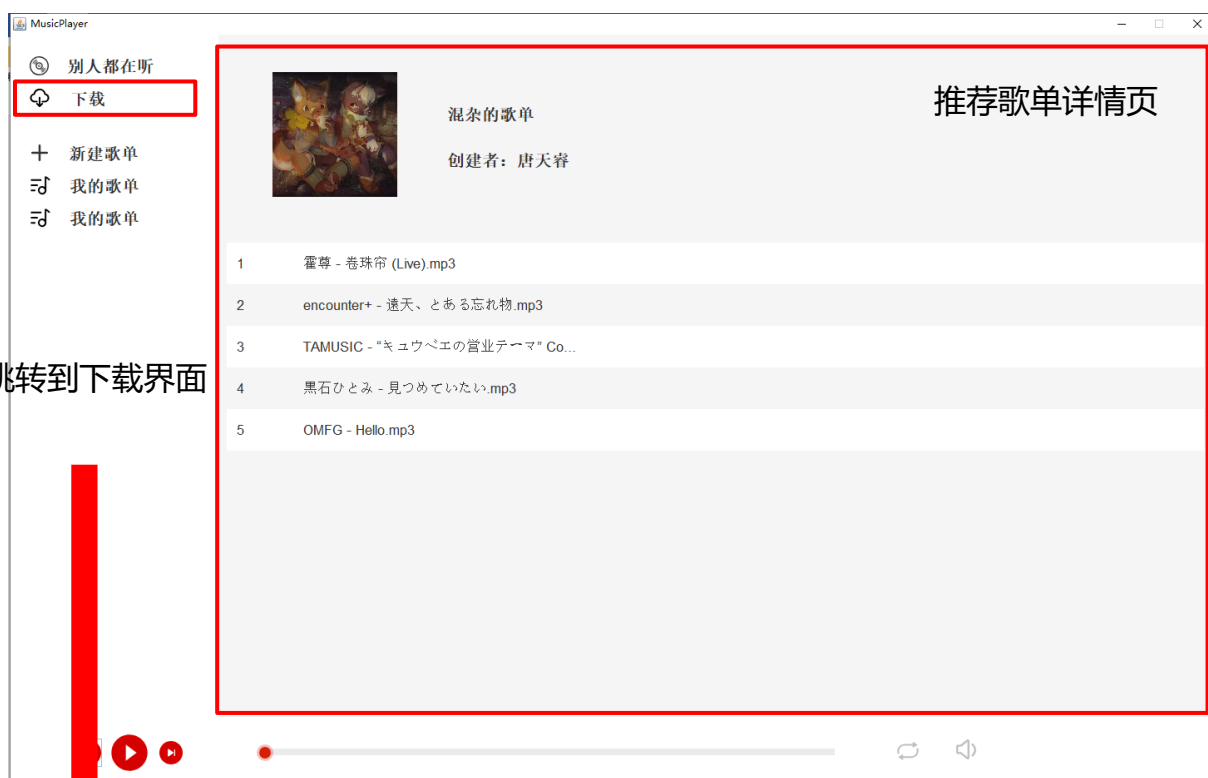 MusicPlayer
别人都在听
下载
新建歌单
我的歌单
我的歌单
跳转到下载界面
混杂的歌单
创建者：唐天睿
推荐歌单详情页
1 霍尊 - 卷珠帘 (Live).mp3
2 encounter+ - 遠天、とある忘れ物.mp3
3 TAMUSIC - “キュウベエの営业テーマ” Co...
4 黒石ひとみ - 見つめていたい.mp3
5 OMFG - Hello.mp3